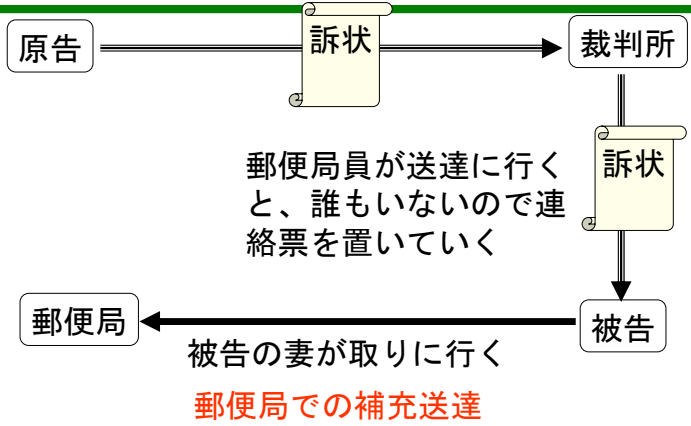 原告
訴状
裁判所
訴状
郵便局員が送達に行く
と、誰もいないので連
絡票を置いていく
郵便局
被告
被告の妻が取りに行く
郵便局での補充送達